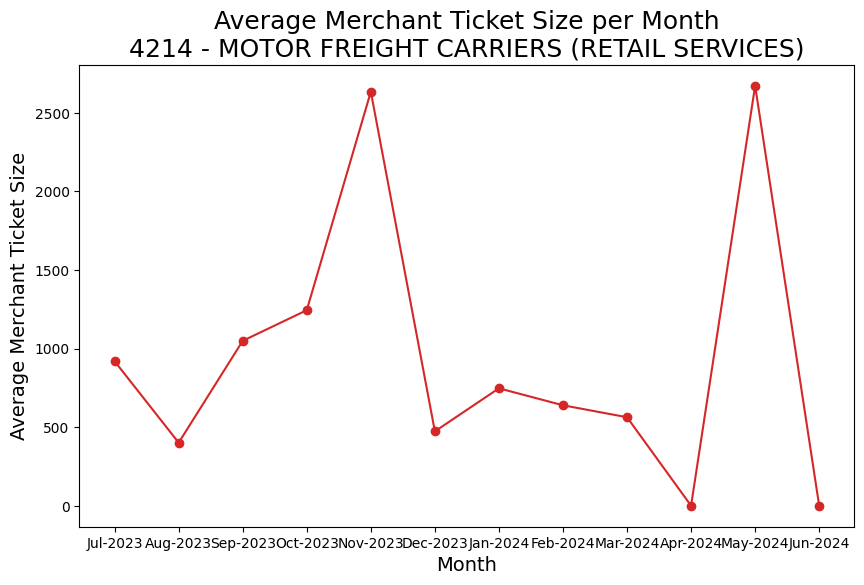 Average Merchant Ticket Size per Month
4214 - MOTOR FREIGHT CARRIERS (RETAIL SERVICES)
Average Merchant Ticket Size
2500
2000
1500
1000
500
0
Jul-2023 Aug-2023 Sep-2023 Oct-2023 Nov-2023 Dec-2023 Jan-2024 Feb-2024 Mar-2024 Apr-2024 May-2024 Jun-2024
Month